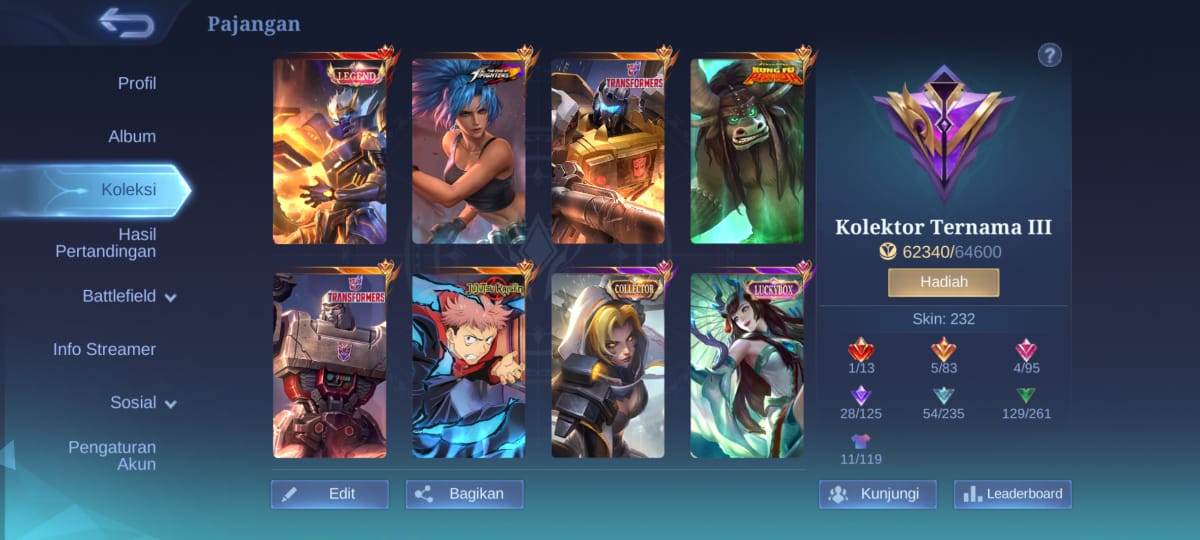 Pajangan
?
Profil
Album
Koleksi
Hasil
Pertandingan
Battlefield
Info Streamer
Sosial
Pengaturan
Akun
LEGEND
THE KING OF
FIGHTERS
TRANSFORMERS
KUNG FU
PANDA
TRANSFORMERS
JUJUTSU KAISEN
COLLECTOR
LUCKYBOX
Edit
Bagikan
Kolektor Ternama III
62340/64600
Hadiah
Skin: 232
1/13
5/83
4/95
28/125
54/235
129/261
11/119
Kunjungi
Leaderboard